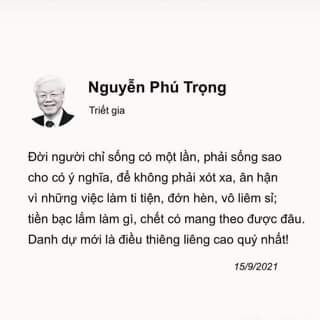 Nguyễn Phú Trọng
Triết gia
Đời người chỉ sống có một lần, phải sống sao
cho có ý nghĩa, để không phải xót xa, ân hận
vì những việc làm ti tiện, đớn hèn, vô liêm sỉ;
tiền bạc lắm làm gì, chết có mang theo được đâu.
Danh dự mới là điều thiêng liêng cao quý nhất!
15/9/2021